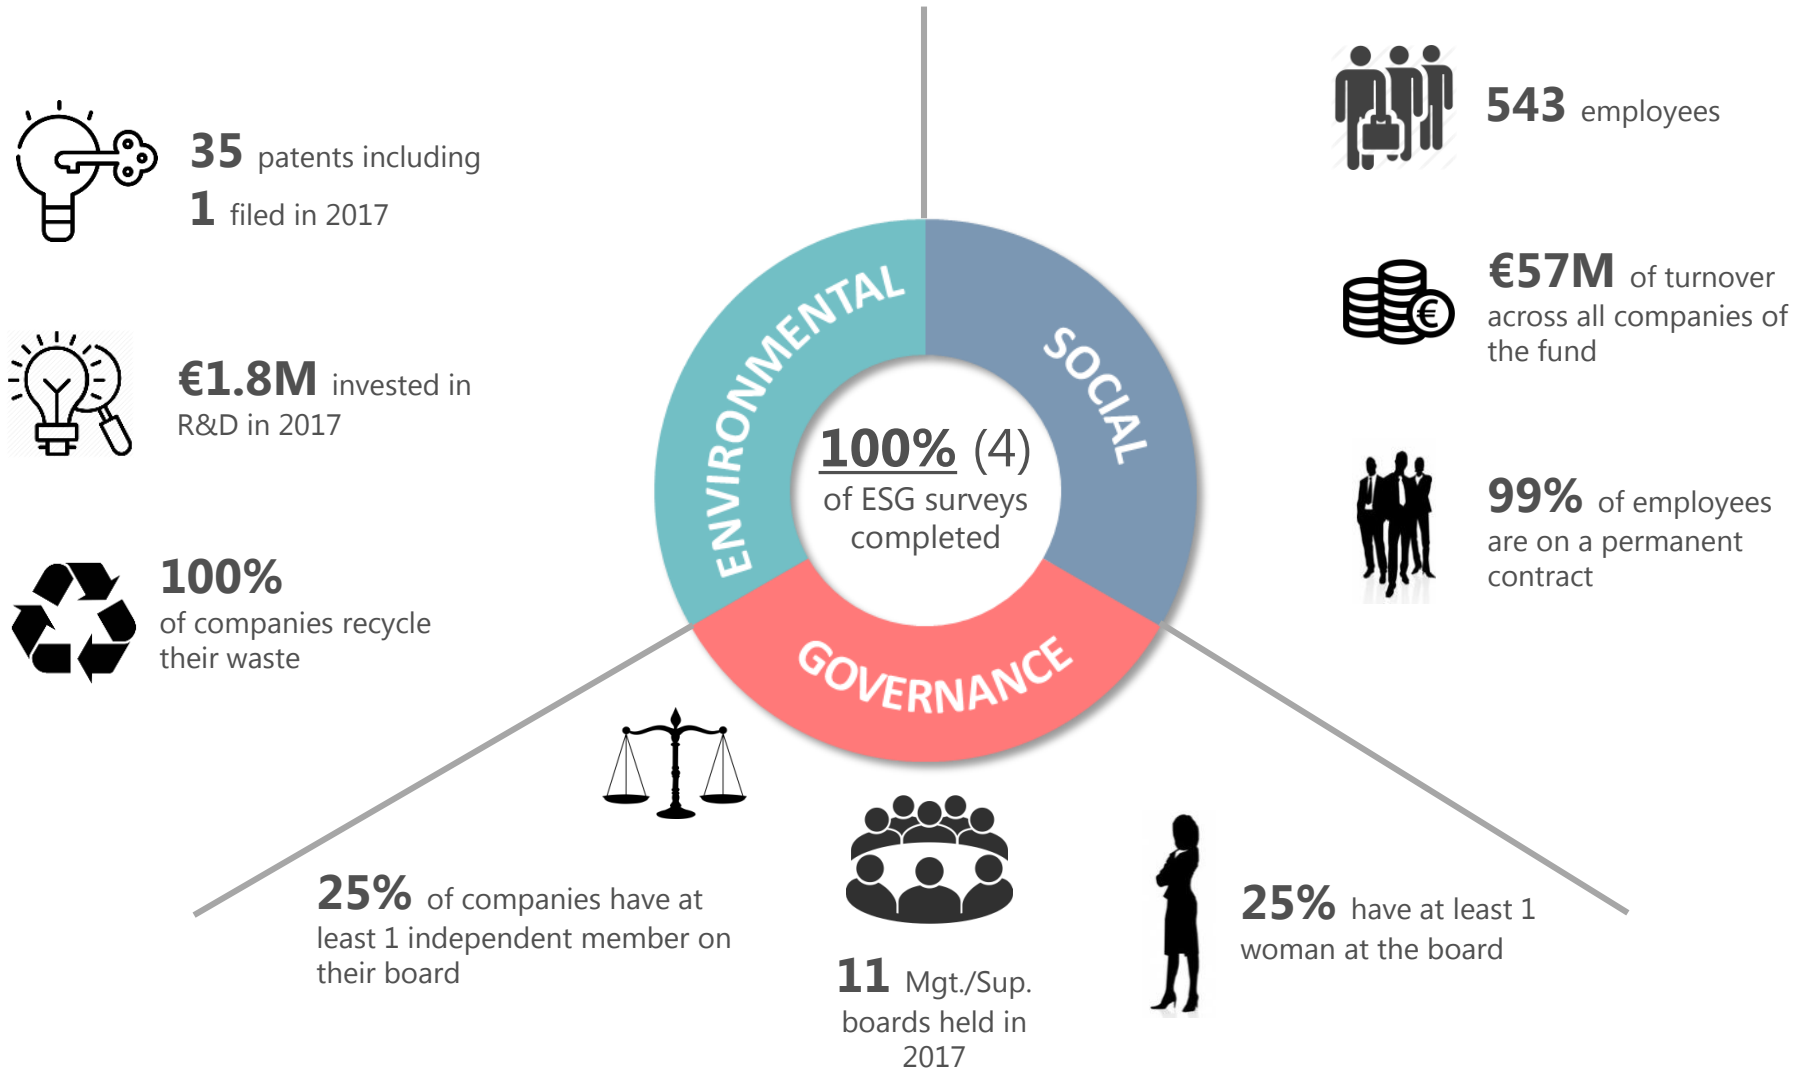 35 patents including
1 filed in 2017
€1.8M invested in
R&D in 2017
100%
of companies recycle
their waste
ENVIRONMENTAL
SOCIAL
GOVERNANCE
100% (4)
of ESG surveys
completed
543 employees
€57M of turnover
across all companies of
the fund
€
99% of employees
are on a permanent
contract
25% of companies have at
least 1 independent member on
their board
11 Mgt./Sup.
boards held in
2017
25% have at least 1
woman at the board